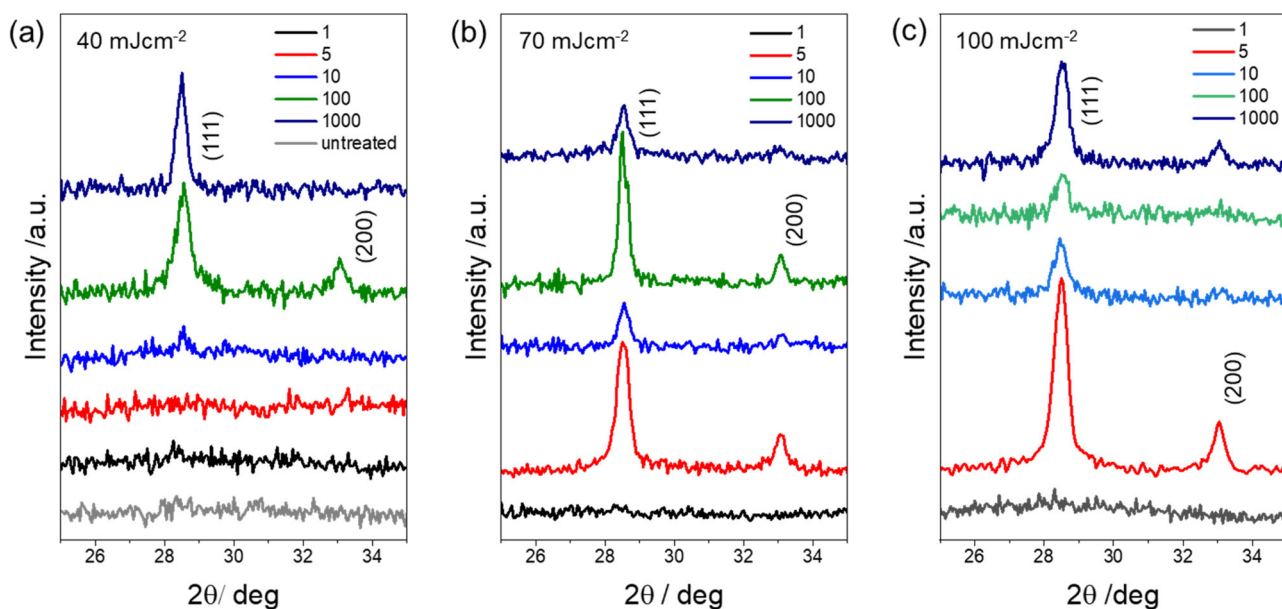 (a)
40 mJcm-2
1
5
10
100
1000
untreated
(111)
(200)
Intensity /a.u.
26 28 30 32 34
2θ/ deg
(b)
70 mJcm-2
1
5
10
100
1000
(111)
(200)
Intensity /a.u.
26 28 30 32 34
2θ / deg
(c)
100 mJcm-2
1
5
10
100
1000
(111)
(200)
Intensity /a.u.
26 28 30 32 34
2θ /deg